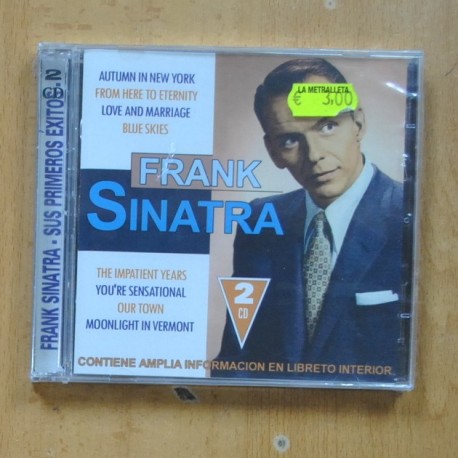 AUTUMN IN NEW YORK
FROM HERE TO ETERNITY
LOVE AND MARRIAGE
BLUE SKIES
LA METRALLETA
€ 3,00
FRANK
SINATRA
THE IMPATIENT YEARS
YOU'RE SENSATIONAL
OUR TOWN
MOONLIGHT IN VERMONT
2
CD
CONTIENE AMPLIA INFORMACION EN LIBRETO INTERIOR
FRANK SINATRA • SUS PRIMEROS EXITOS
2
CD